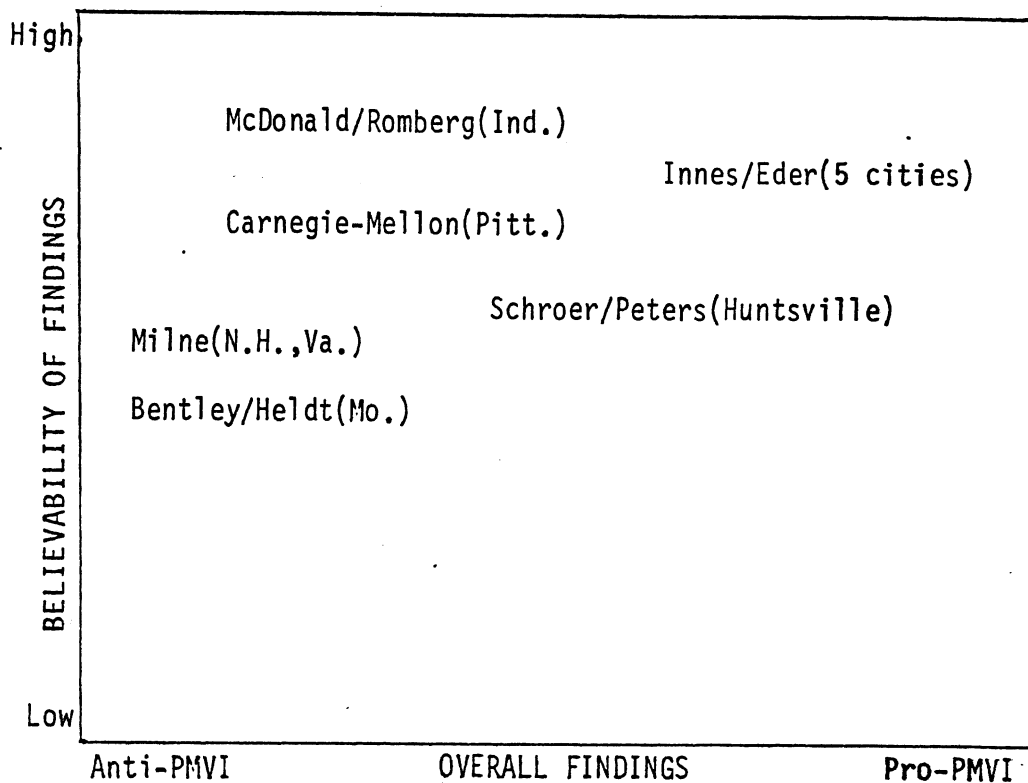 High
McDonald/Romberg(Ind.)
Innes/Eder(5 cities)
Carnegie-Mellon(Pitt.)
Schroer/Peters(Huntsville)
Milne(N.H.,Va.)
Bentley/Heldt(Mo.)
BELIEVABILITY OF FINDINGS
Low
Anti-PMVI OVERALL FINDINGS Pro-PMVI